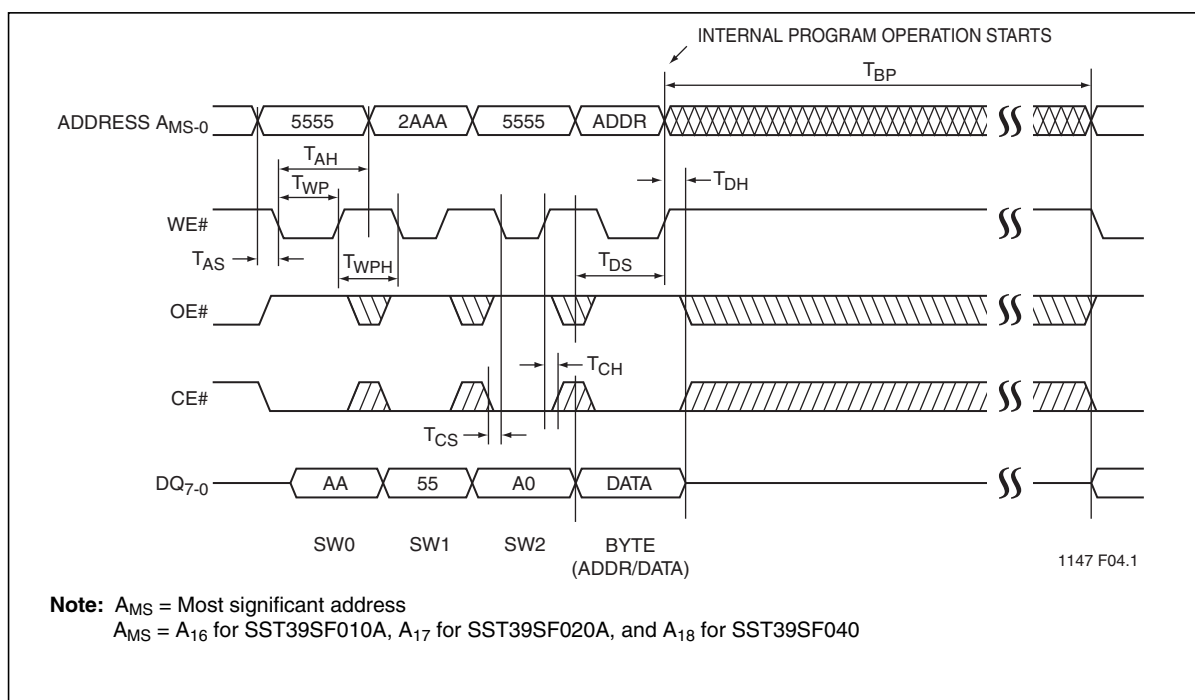 INTERNAL PROGRAM OPERATION STARTS
TBP
ADDRESS AMS-0
5555
2AAA
5555
ADDR
TAH
TDH
TWP
WE#
TAS
TWPH
TDS
OE#
TCH
CE#
TCS
DQ7-0
AA
55
A0
DATA
SW0
SW1
SW2
BYTE
(ADDR/DATA)
1147 F04.1
Note: AMS = Most significant address
AMS = A16 for SST39SF010A, A17 for SST39SF020A, and A18 for SST39SF040